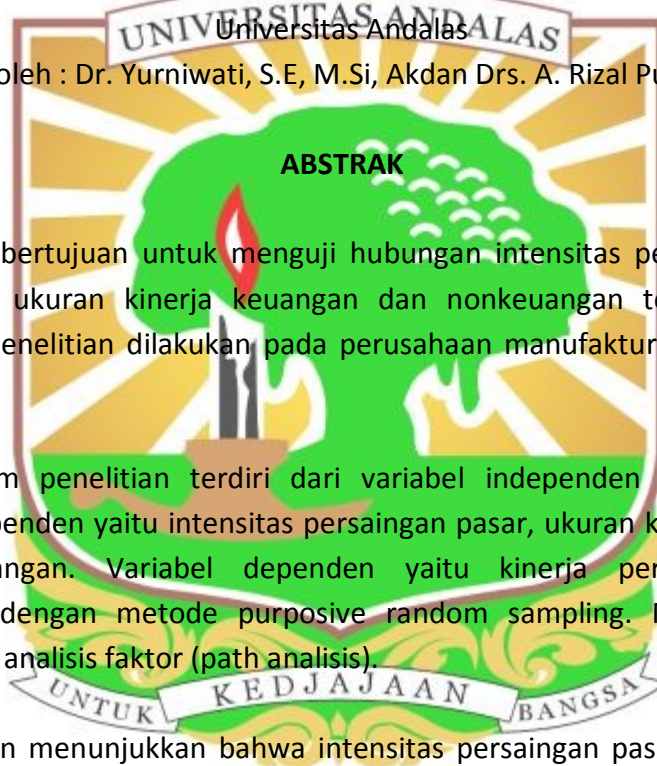 UNIVERSITAS ANDALAS
Universitas Andalas
oleh : Dr. Yurniwati, S.E, M.Si, Akdan Drs. A. Rizal Pu
ABSTRAK
bertujuan untuk menguji hubungan intensitas pe
ukuran kinerja keuangan dan nonkeuangan te
enelitian dilakukan pada perusahaan manufaktur
m penelitian terdiri dari variabel independen
penden yaitu intensitas persaingan pasar, ukuran k
angan. Variabel dependen yaitu kinerja per
dengan metode purposive random sampling.
analisis faktor (path analisis).
UNTUK KEDJAJAAN BANGSA
n menunjukkan bahwa intensitas persaingan pas